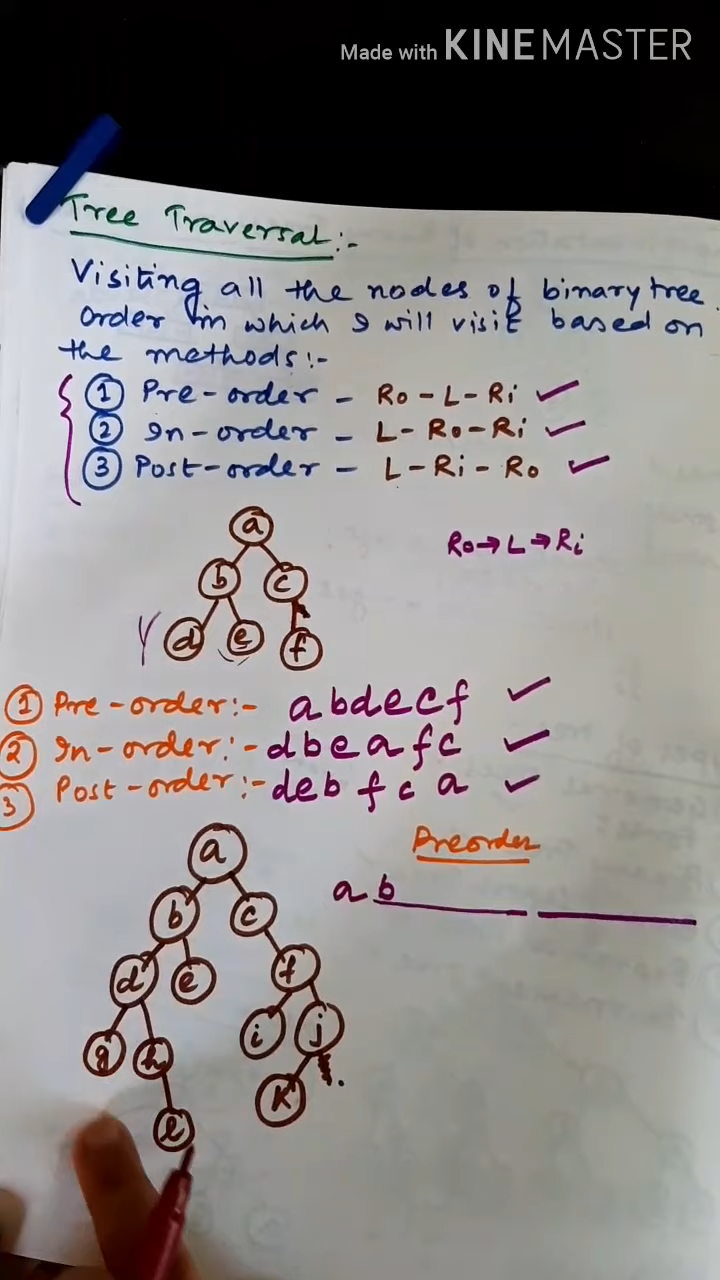 Made with KINEMASTER
Tree Traversal:-
Visiting all the nodes of binary tree.
Order in which I will visit based on
the methods:-
① Pre-order - Ro-L-Ri ✓
② In-order - L-Ro-Ri ✓
③ Post-order - L-Ri-Ro ✓
Ro→L→Ri
a
b c
d e f
① Pre-order:- abdecf ✓
② In-order:- dbeafc ✓
③ Post-order:- debfca ✓
Preorder
a b
a
b c
d e f
g h i j
l k